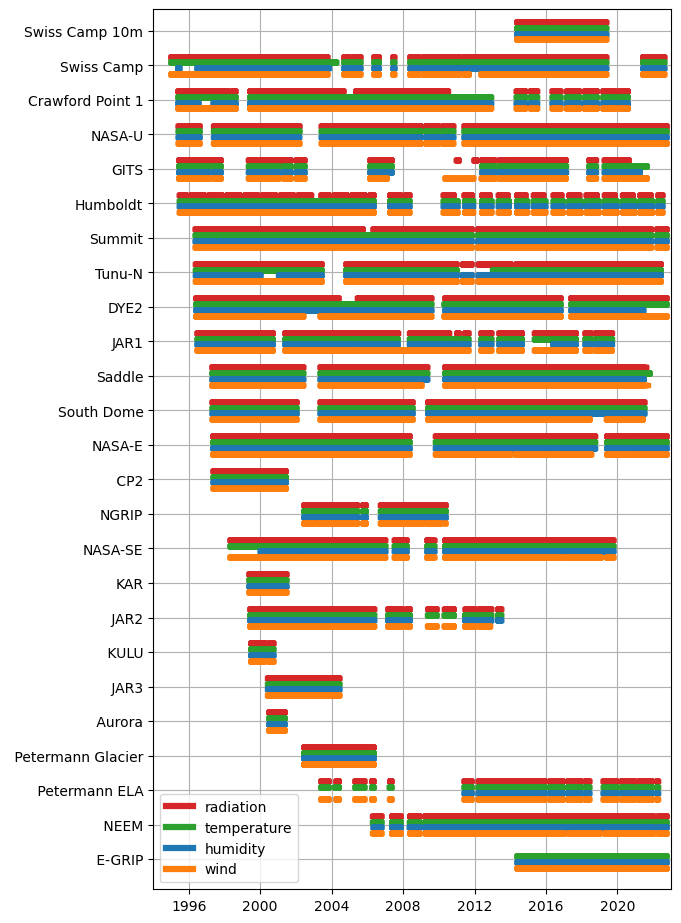 Swiss Camp 10m
Swiss Camp
Crawford Point 1
NASA-U
GITS
Humboldt
Summit
Tunu-N
DYE2
JAR1
Saddle
South Dome
NASA-E
CP2
NGRIP
NASA-SE
KAR
JAR2
KULU
JAR3
Aurora
Petermann Glacier
Petermann ELA
NEEM
E-GRIP
radiation
temperature
humidity
wind
1996 2000 2004 2008 2012 2016 2020